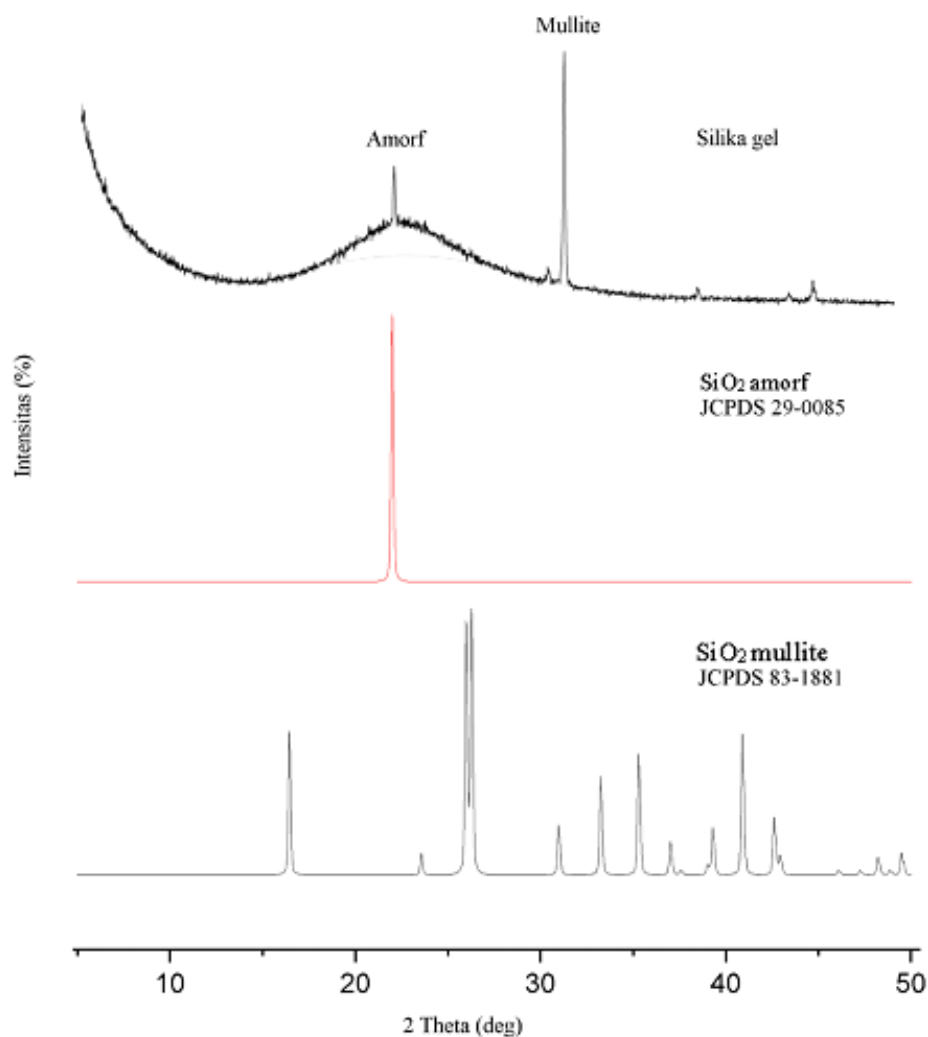 Mullite
Amorf
Silika gel
Intensitas (%)
SiO₂ amorf
JCPDS 29-0085
SiO₂ mullite
JCPDS 83-1881
10 20 30 40 50
2 Theta (deg)